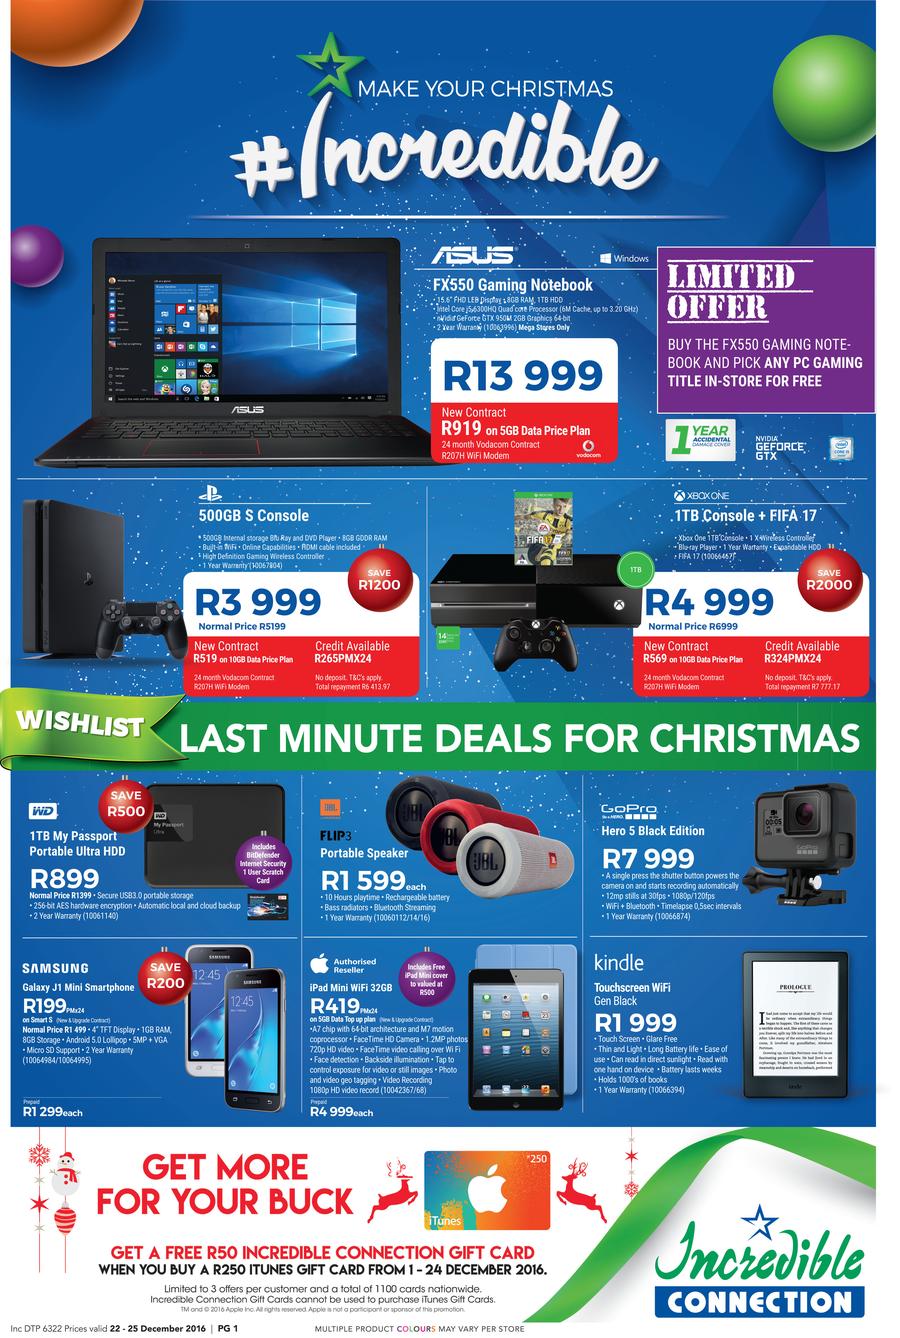 MAKE YOUR CHRISTMAS
#Incredible
ASUS
Windows
FX550 Gaming Notebook
• 15.6" FHD LED Display • 8GB RAM, 1TB HDD
• Intel Core i5-6300HQ Quad core Processor (6M Cache, up to 3.20 GHz)
• nVidia GeForce GTX 950M 2GB Graphics 64-bit
• 2 Year Warranty (10063996) Mega Stores Only
R13 999
New Contract
R919 on 5GB Data Price Plan
24 month Vodacom Contract
R207H WiFi Modem
vodacom
LIMITED
OFFER
BUY THE FX550 GAMING NOTE-
BOOK AND PICK ANY PC GAMING
TITLE IN-STORE FOR FREE
1 YEAR
ACCIDENTAL
DAMAGE COVER
NVIDIA
GEFORCE
GTX
ASUS
500GB S Console
• 500GB Internal storage Blu-Ray and DVD Player • 8GB GDDR RAM
• Built-in WiFi • Online Capabilities • HDMI cable included
• High Definition Gaming Wireless Controller
• 1 Year Warranty (10067804)
SAVE
R1200
R3 999
Normal Price R5199
New Contract
R519 on 10GB Data Price Plan
24 month Vodacom Contract
R207H WiFi Modem
Credit Available
R265PMX24
No deposit. T&C's apply.
Total repayment R6 413.97
XBOX ONE
1TB Console + FIFA 17
• Xbox One 1TB Console • 1 X Wireless Controller
• Blu-ray Player • 1 Year Warranty • Expandable HDD
• FIFA 17 (10066467)
FIFA 17
1TB
SAVE
R2000
R4 999
Normal Price R6999
New Contract
R569 on 10GB Data Price Plan
24 month Vodacom Contract
R207H WiFi Modem
Credit Available
R324PMX24
No deposit. T&C's apply.
Total repayment R7 777.17
WISHLIST
LAST MINUTE DEALS FOR CHRISTMAS
WD
SAVE
R500
1TB My Passport
Portable Ultra HDD
R899
Normal Price R1399 • Secure USB3.0 portable storage
• 256-bit AES hardware encryption • Automatic local and cloud backup
• 2 Year Warranty (10061140)
WD
My Passport
Ultra
Includes
BitDefender
Internet Security
1 User Scratch
Card
JBL
FLIP3
Portable Speaker
R1 599each
• 10 Hours playtime • Rechargeable battery
• Bass radiators • Bluetooth Streaming
• 1 Year Warranty (10060112/14/16)
JBL
JBL
JBL
GoPro
Be a HERO.
Hero 5 Black Edition
R7 999
• A single press the shutter button powers the
camera on and starts recording automatically
• 12mp stills at 30fps • 1080p/120fps
• WiFi + Bluetooth • Timelapse 0,5sec intervals
• 1 Year Warranty (10066874)
SAMSUNG
SAVE
R200
Galaxy J1 Mini Smartphone
R199PMx24
on Smart S (New & Upgrade Contract)
Normal Price R1 499 • 4" TFT Display • 1GB RAM,
8GB Storage • Android 5.0 Lollipop • 5MP + VGA
• Micro SD Support • 2 Year Warranty
(10064984/10064995)
Prepaid
R1 299each
12:45
12:45
Authorised
Reseller
Includes Free
iPad Mini cover
to valued at
R500
iPad Mini WiFi 32GB
R419PMx24
on 5GB Data Top up plan (New & Upgrade Contract)
•A7 chip with 64-bit architecture and M7 motion
coprocessor • FaceTime HD Camera • 1.2MP photos
720p HD video • FaceTime video calling over Wi Fi
• Face detection • Backside illumination • Tap to
control exposure for video or still images • Photo
and video geo tagging • Video Recording
1080p HD video record (10042367/68)
Prepaid
R4 999each
kindle
Touchscreen WiFi
Gen Black
R1 999
• Touch Screen • Glare Free
• Thin and Light • Long Battery life • Ease of
use • Can read in direct sunlight • Read with
one hand on device • Battery lasts weeks
• Holds 1000's of books
• 1 Year Warranty (10066394)
PROLOGUE
kindle
GET MORE
FOR YOUR BUCK
R250
iTunes
GET A FREE R50 INCREDIBLE CONNECTION GIFT CARD
WHEN YOU BUY A R250 ITUNES GIFT CARD FROM 1 - 24 DECEMBER 2016.
Limited to 3 offers per customer and a total of 1100 cards nationwide.
Incredible Connection Gift Cards cannot be used to purchase iTunes Gift Cards.
TM and © 2016 Apple Inc. All rights reserved. Apple is not a participant or sponsor of this promotion.
Incredible
CONNECTION
Inc DTP 6322 Prices valid 22 - 25 December 2016 | PG 1
MULTIPLE PRODUCT COLOURS MAY VARY PER STORE